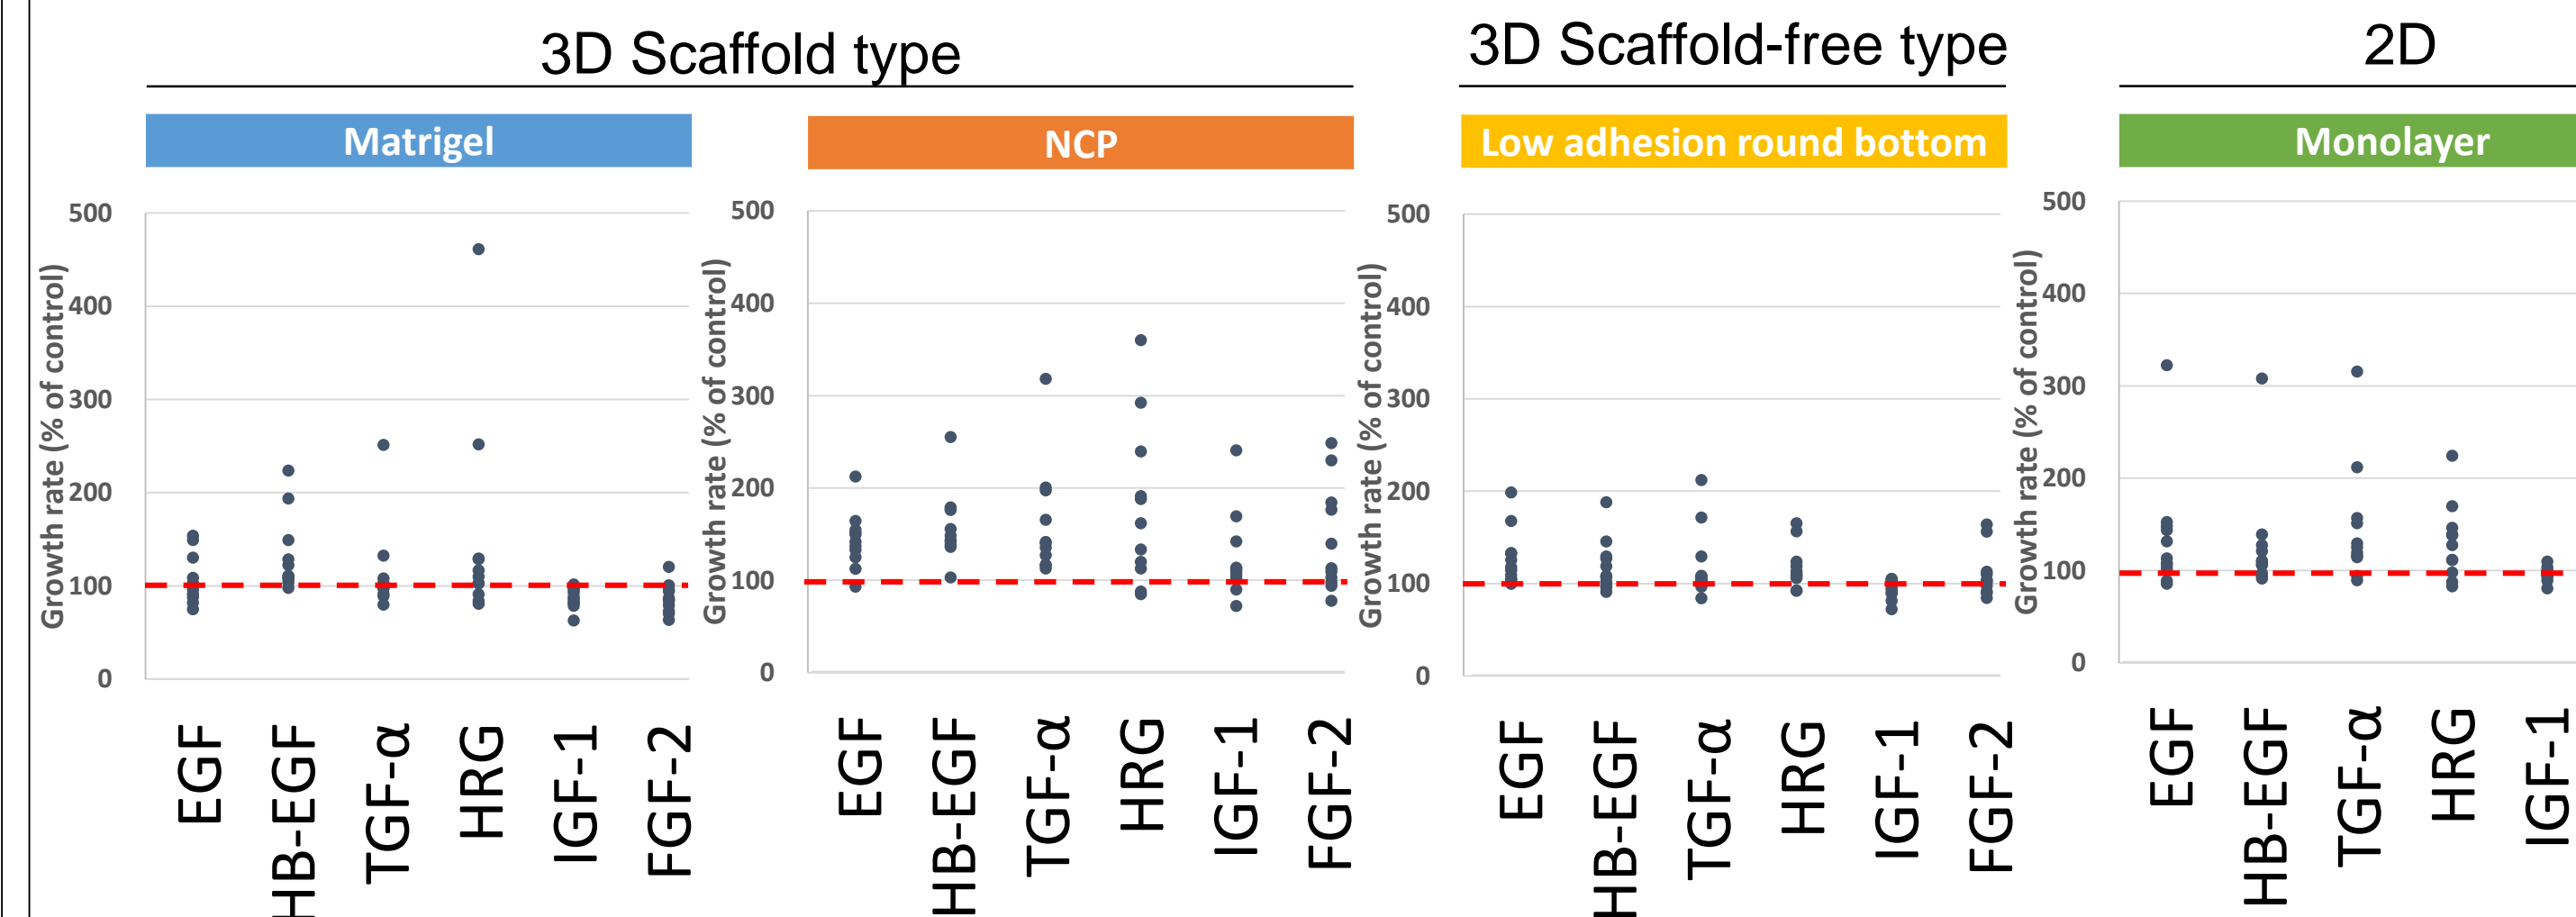 3D Scaffold type
3D Scaffold-free type
2D
Matrigel
NCP
Low adhesion round bottom
Monolayer
Growth rate (% of control)
500
400
300
200
100
0
EGF
HB-EGF
TGF-α
HRG
IGF-1
FGF-2
Growth rate (% of control)
500
400
300
200
100
0
EGF
HB-EGF
TGF-α
HRG
IGF-1
FGF-2
Growth rate (% of control)
500
400
300
200
100
0
EGF
HB-EGF
TGF-α
HRG
IGF-1
FGF-2
Growth rate (% of control)
500
400
300
200
100
0
EGF
HB-EGF
TGF-α
HRG
IGF-1